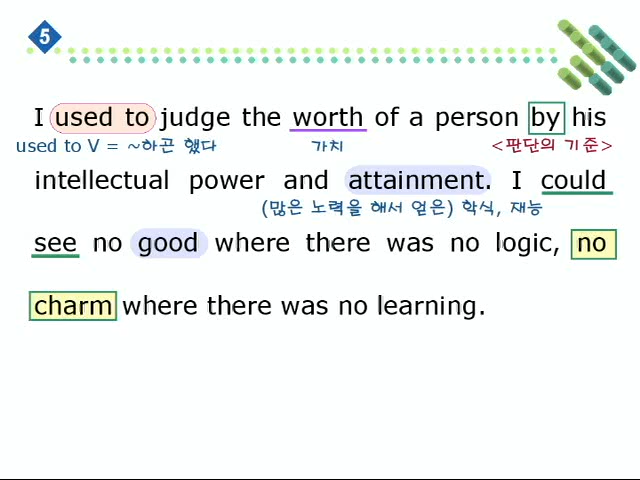 5
I used to judge the worth of a person by his
used to V = ~하곤 했다 가치 <판단의 기준>
intellectual power and attainment. I could
(많은 노력을 해서 얻은) 학식, 재능
see no good where there was no logic, no
charm where there was no learning.